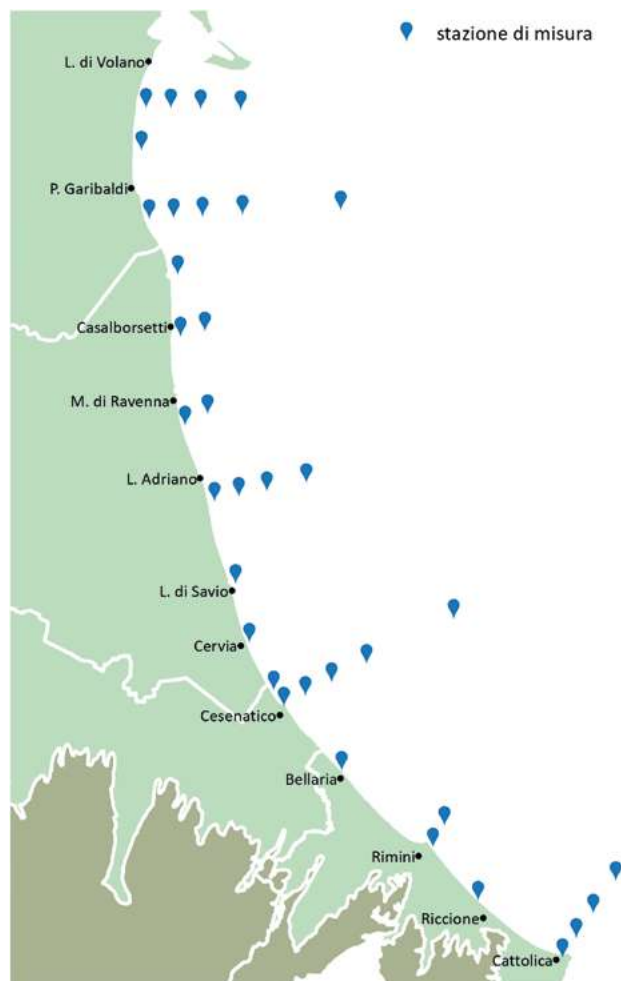 stazione di misura
L. di Volano
P. Garibaldi
Casalborsetti
M. di Ravenna
L. Adriano
L. di Savio
Cervia
Cesenatico
Bellaria
Rimini
Riccione
Cattolica